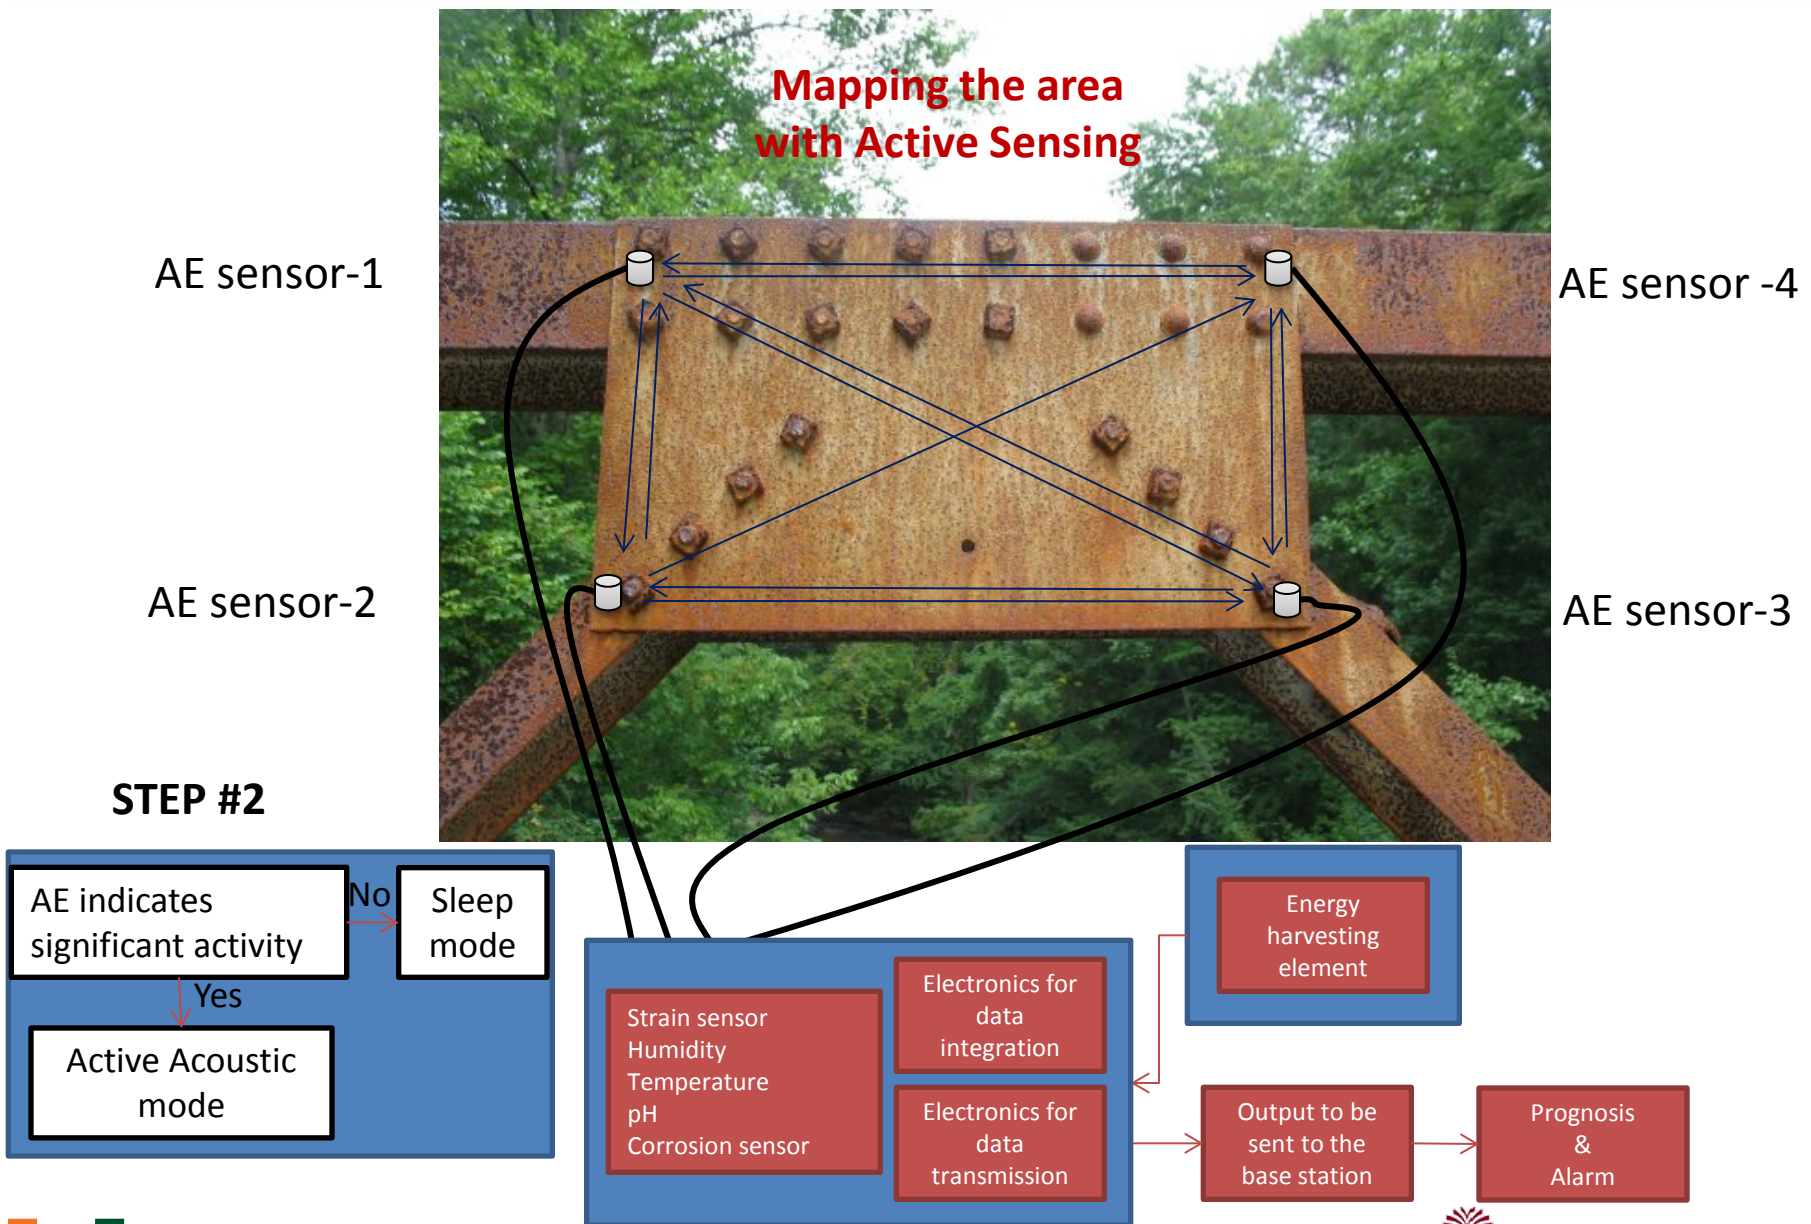 Mapping the area
with Active Sensing
AE sensor-1
AE sensor -4
AE sensor-2
AE sensor-3
STEP #2
AE indicates
significant activity
No
Sleep
mode
Yes
Active Acoustic
mode
Strain sensor
Humidity
Temperature
pH
Corrosion sensor
Electronics for
data
integration
Electronics for
data
transmission
Energy
harvesting
element
Output to be
sent to the
base station
Prognosis
&
Alarm